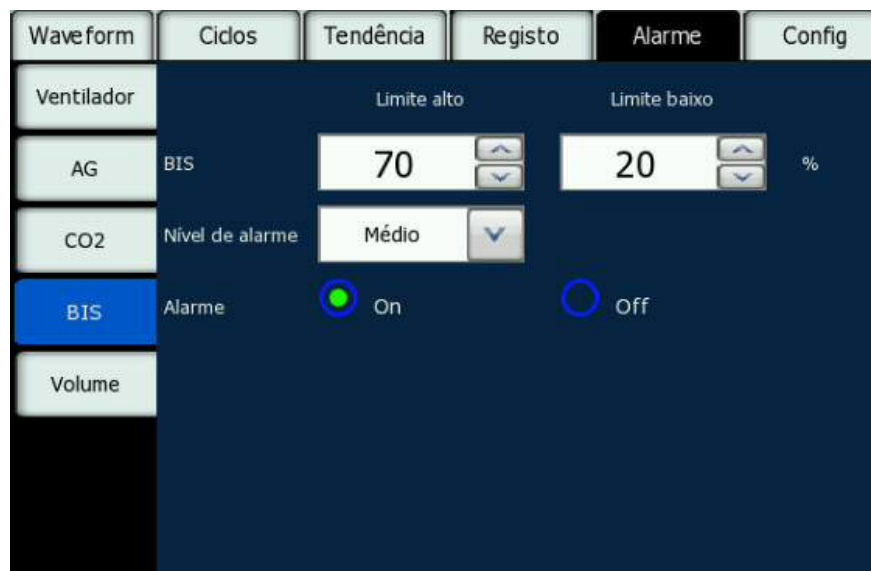 Waveform Ciclos Tendência Registo Alarme Config
Ventilador
Limite alto Limite baixo
AG
BIS 70 20 %
CO2
Nível de alarme Médio
BIS
Alarme On Off
Volume